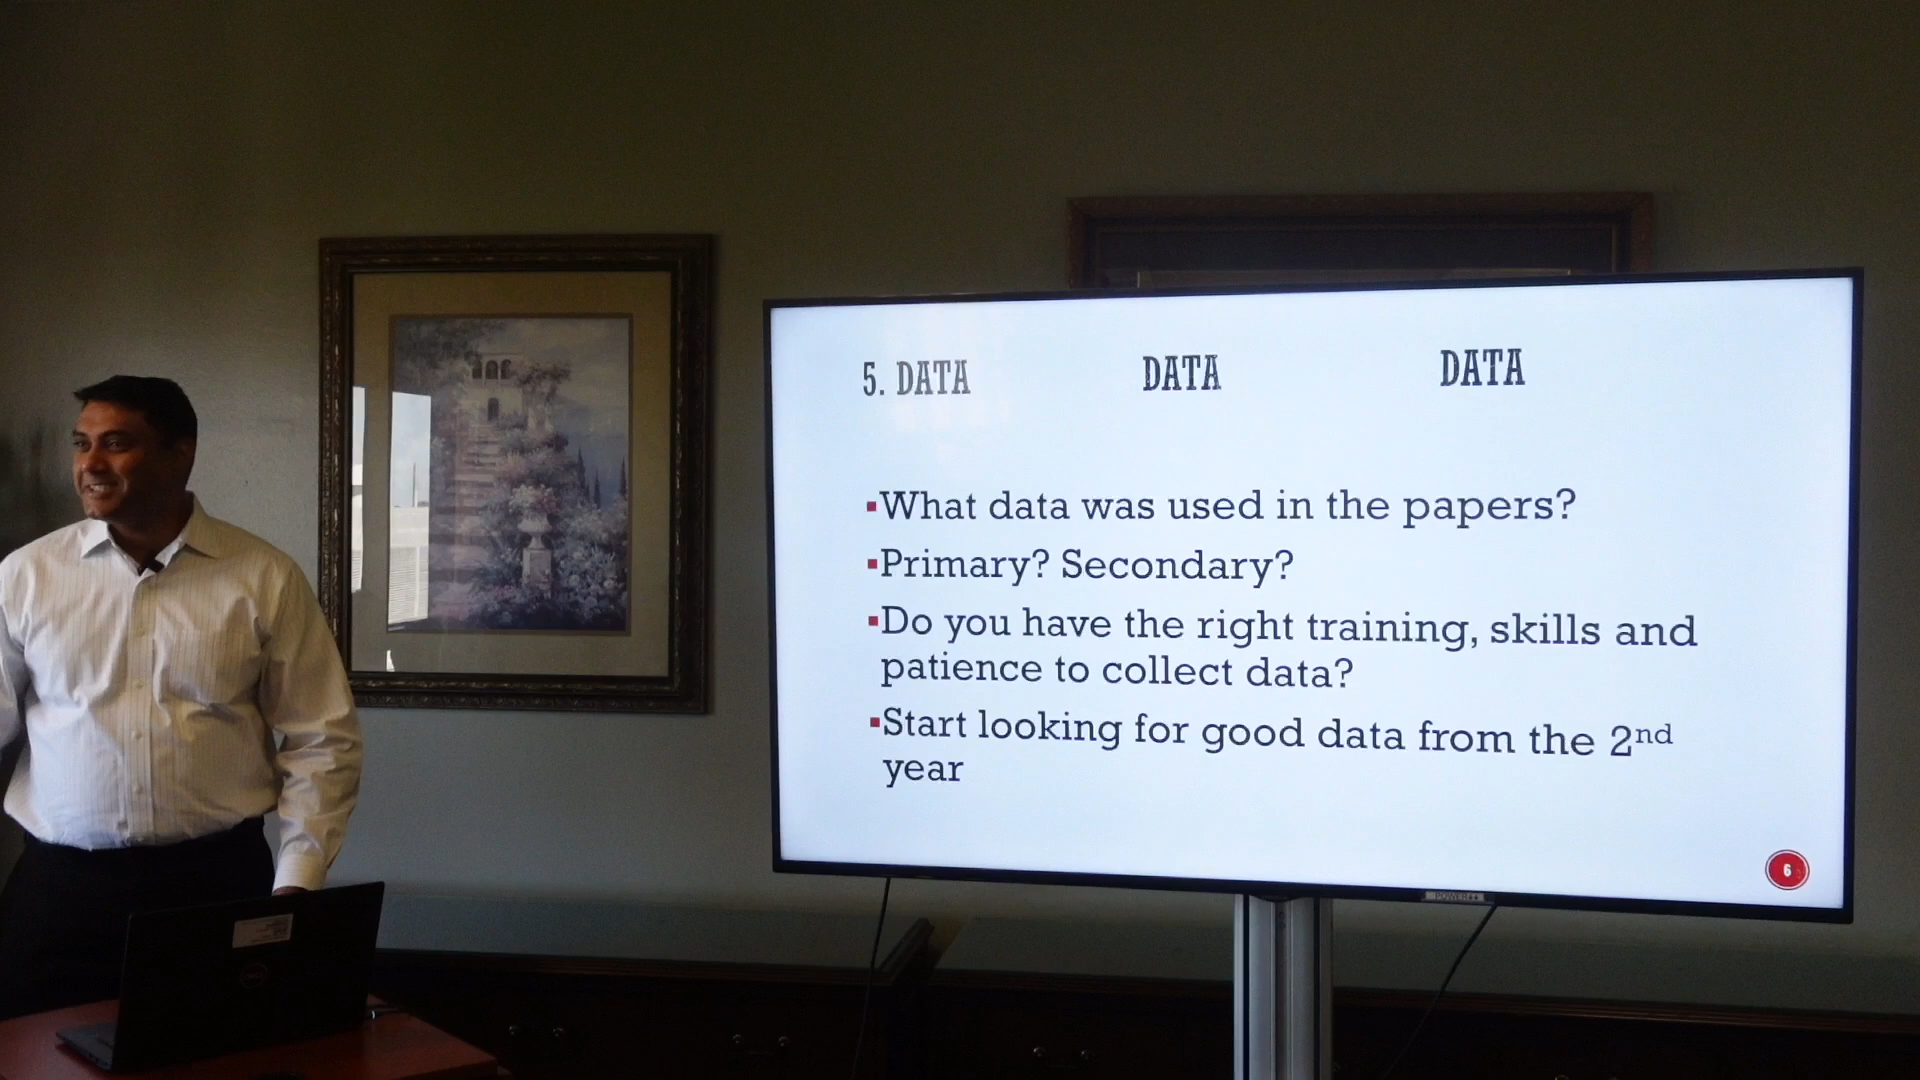 5. DATA DATA DATA
▪What data was used in the papers?
▪Primary? Secondary?
▪Do you have the right training, skills and
patience to collect data?
▪Start looking for good data from the 2nd
year
6